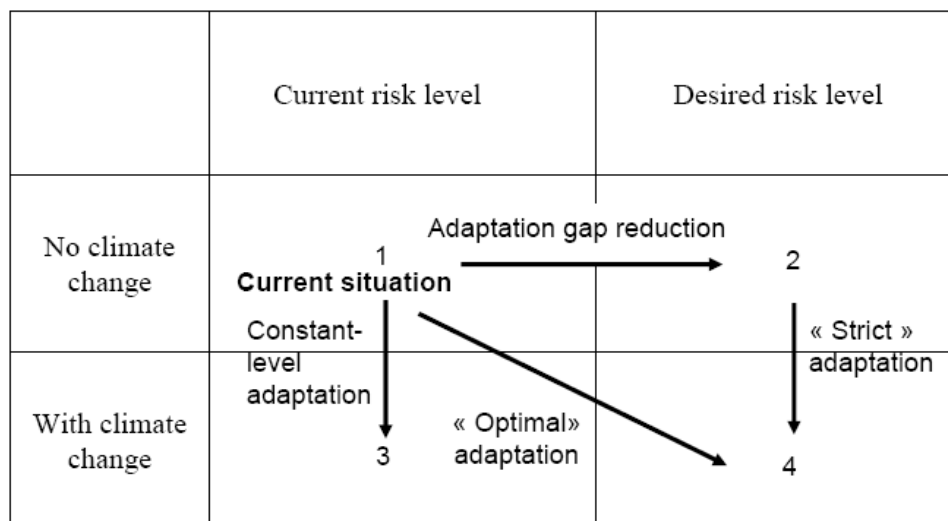 Current risk level
Desired risk level
No climate
change
Adaptation gap reduction
1
Current situation
2
Constant-
level
adaptation
« Strict »
adaptation
With climate
change
« Optimal»
adaptation
3
4